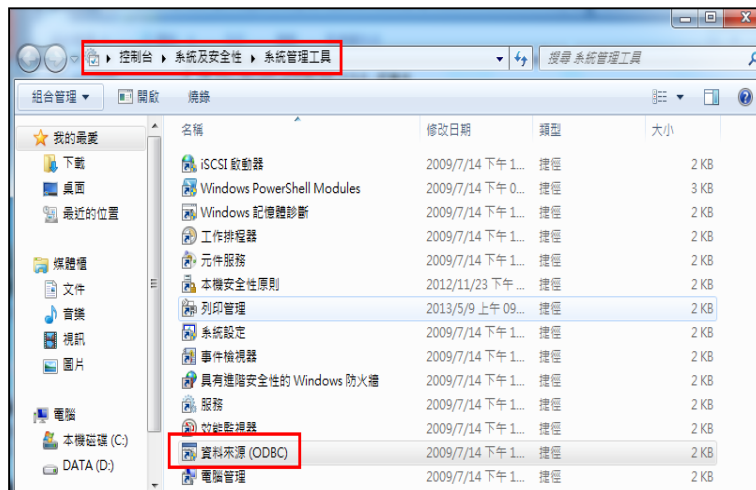 控制台 ▸ 系統及安全性 ▸ 系統管理工具
搜尋 系統管理工具
組合管理 ▼ 開啟 燒錄
名稱 修改日期 類型 大小
我的最愛
下載
桌面
最近的位置
媒體櫃
文件
音樂
視訊
圖片
電腦
本機磁碟 (C:)
DATA (D:)
iSCSI 啟動器 2009/7/14 下午 1... 捷徑 2 KB
Windows PowerShell Modules 2009/7/14 下午 0... 捷徑 3 KB
Windows 記憶體診斷 2009/7/14 下午 1... 捷徑 2 KB
工作排程器 2009/7/14 下午 1... 捷徑 2 KB
元件服務 2009/7/14 下午 1... 捷徑 2 KB
本機安全性原則 2012/11/23 下午 ... 捷徑 2 KB
列印管理 2013/5/9 上午 09... 捷徑 2 KB
系統設定 2009/7/14 下午 1... 捷徑 2 KB
事件檢視器 2009/7/14 下午 1... 捷徑 2 KB
具有進階安全性的 Windows 防火牆 2009/7/14 下午 1... 捷徑 2 KB
服務 2009/7/14 下午 1... 捷徑 2 KB
效能監視器 2009/7/14 下午 1... 捷徑 2 KB
資料來源 (ODBC) 2009/7/14 下午 1... 捷徑 2 KB
電腦管理 2009/7/14 下午 1... 捷徑 2 KB